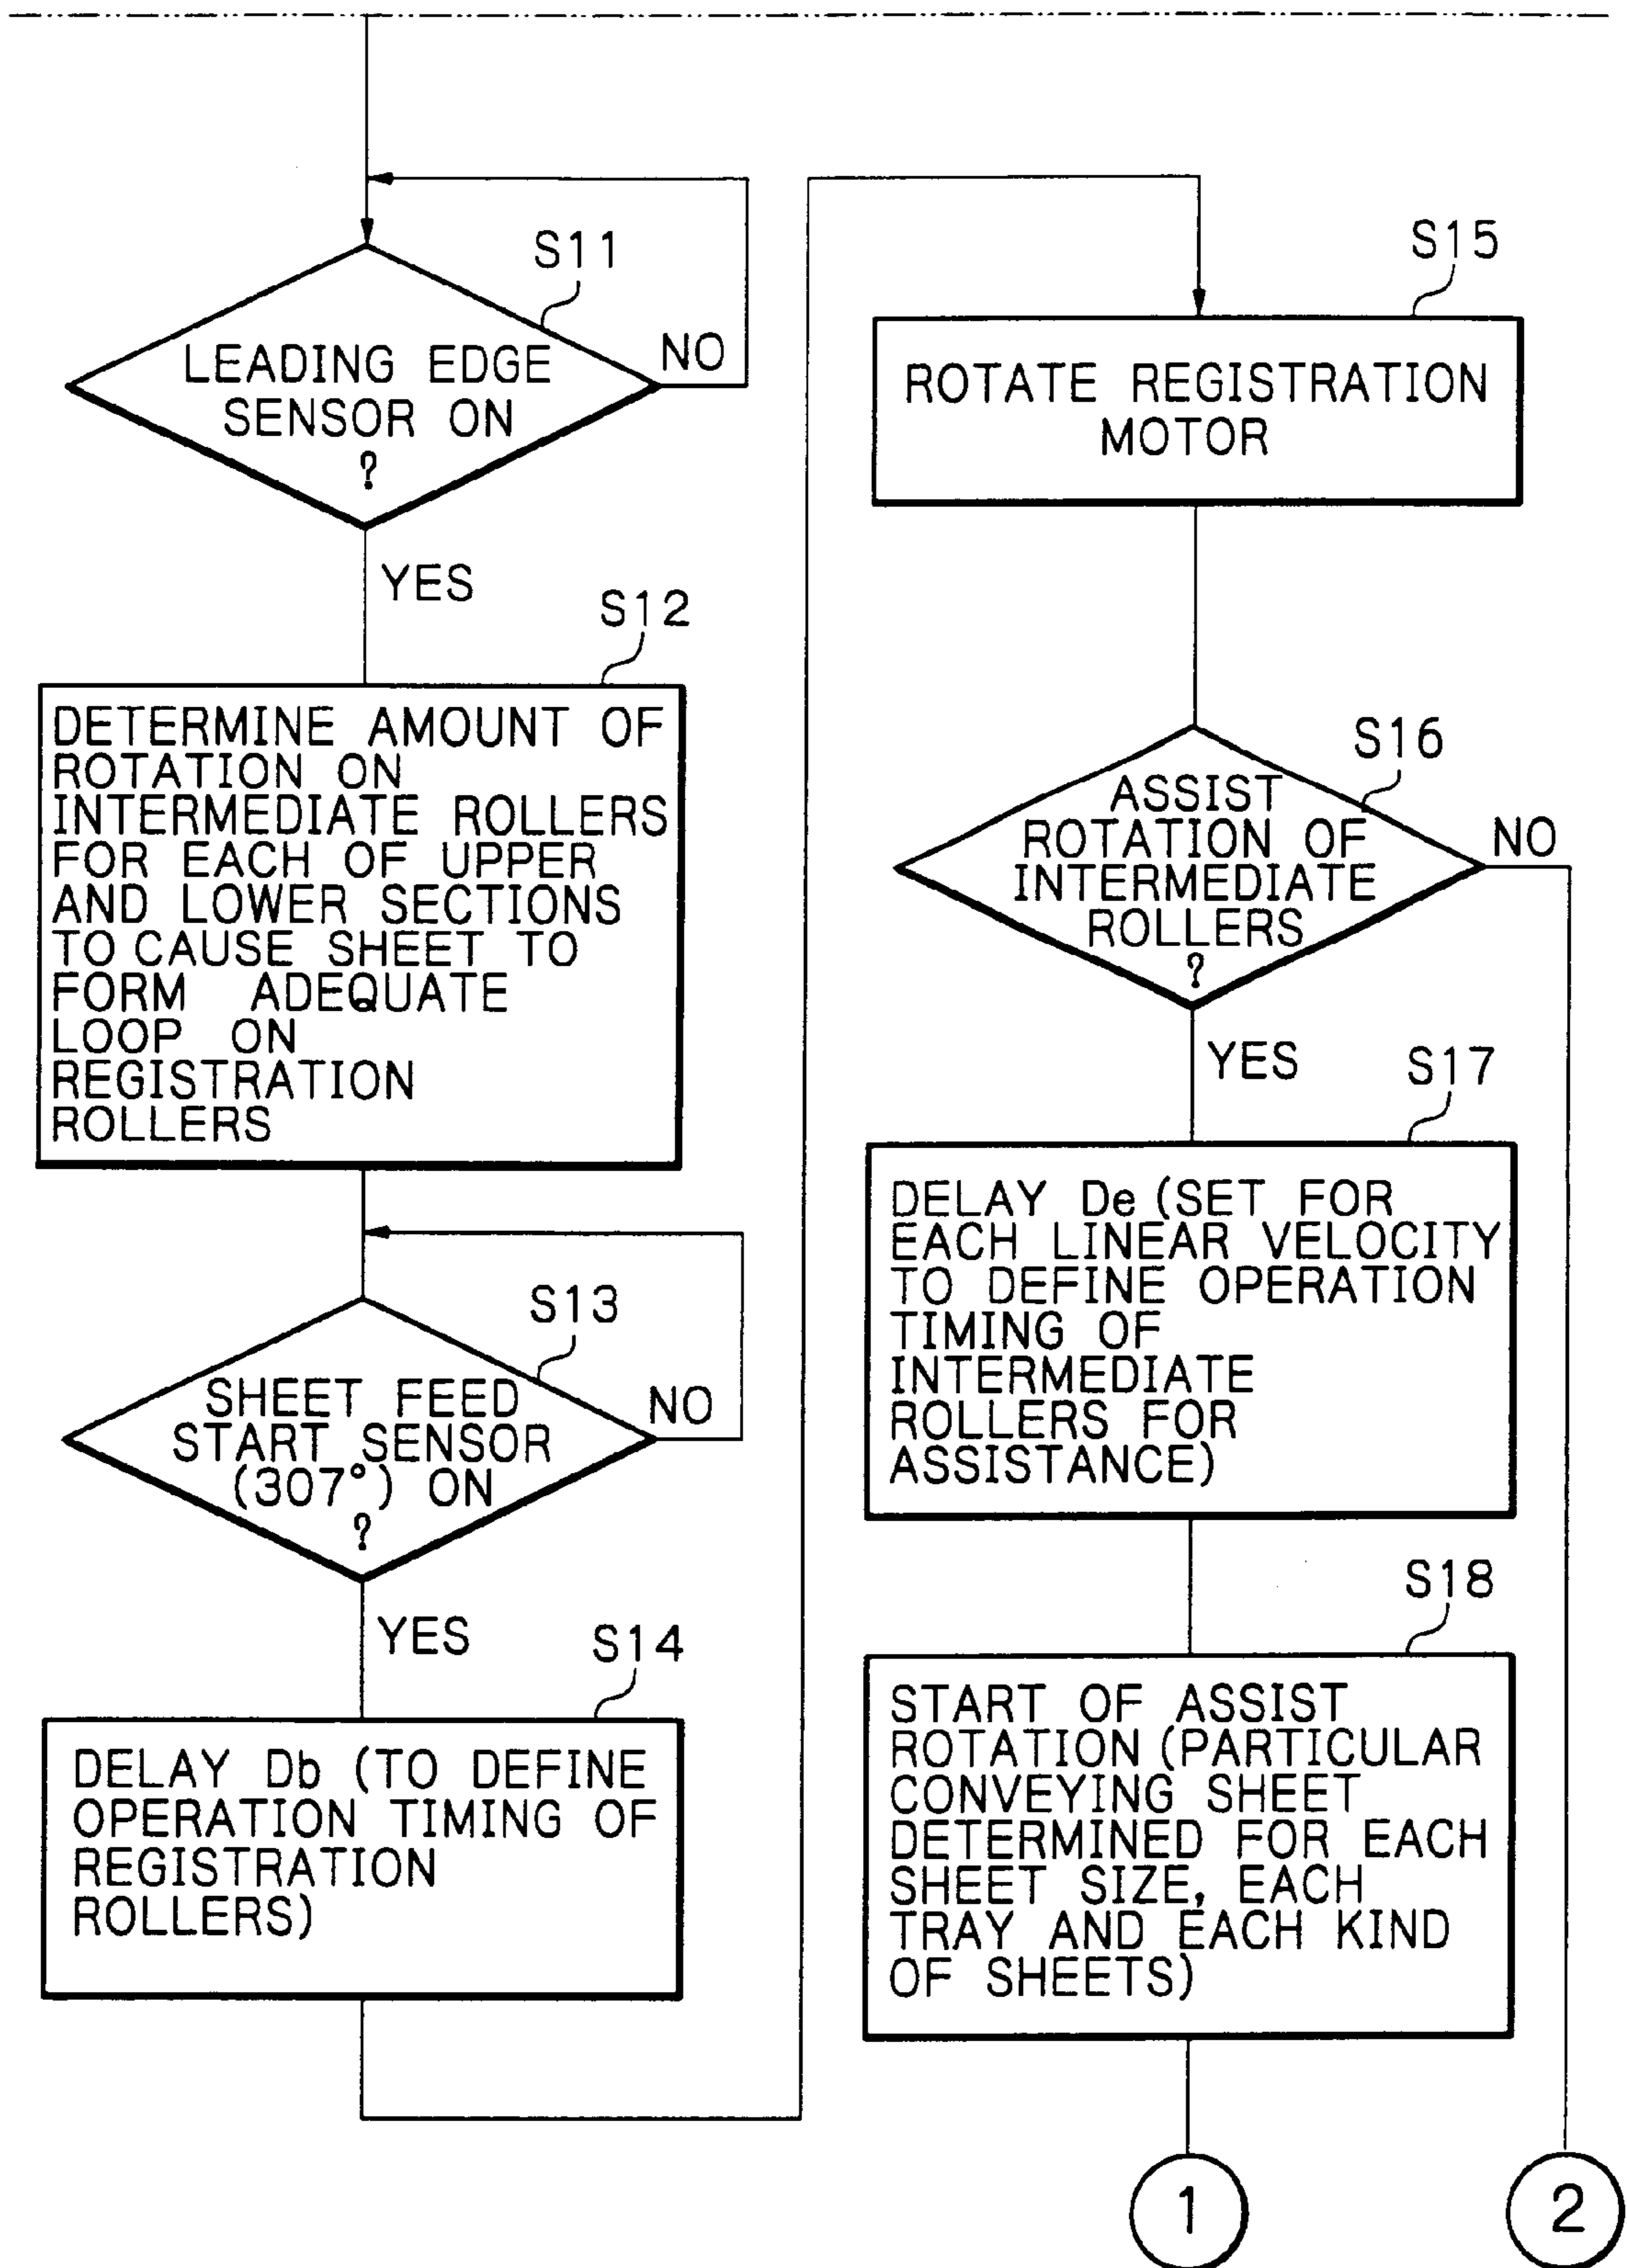 S11
LEADING EDGE
SENSOR ON
?
NO
YES
S12
DETERMINE AMOUNT OF
ROTATION ON
INTERMEDIATE ROLLERS
FOR EACH OF UPPER
AND LOWER SECTIONS
TO CAUSE SHEET TO
FORM ADEQUATE
LOOP ON
REGISTRATION
ROLLERS
S13
SHEET FEED
START SENSOR
(307°) ON
?
NO
YES
S14
DELAY Db (TO DEFINE
OPERATION TIMING OF
REGISTRATION
ROLLERS)
S15
ROTATE REGISTRATION
MOTOR
S16
ASSIST
ROTATION OF
INTERMEDIATE
ROLLERS
?
NO
YES
S17
DELAY De (SET FOR
EACH LINEAR VELOCITY
TO DEFINE OPERATION
TIMING OF
INTERMEDIATE
ROLLERS FOR
ASSISTANCE)
S18
START OF ASSIST
ROTATION (PARTICULAR
CONVEYING SHEET
DETERMINED FOR EACH
SHEET SIZE, EACH
TRAY AND EACH KIND
OF SHEETS)
1
2